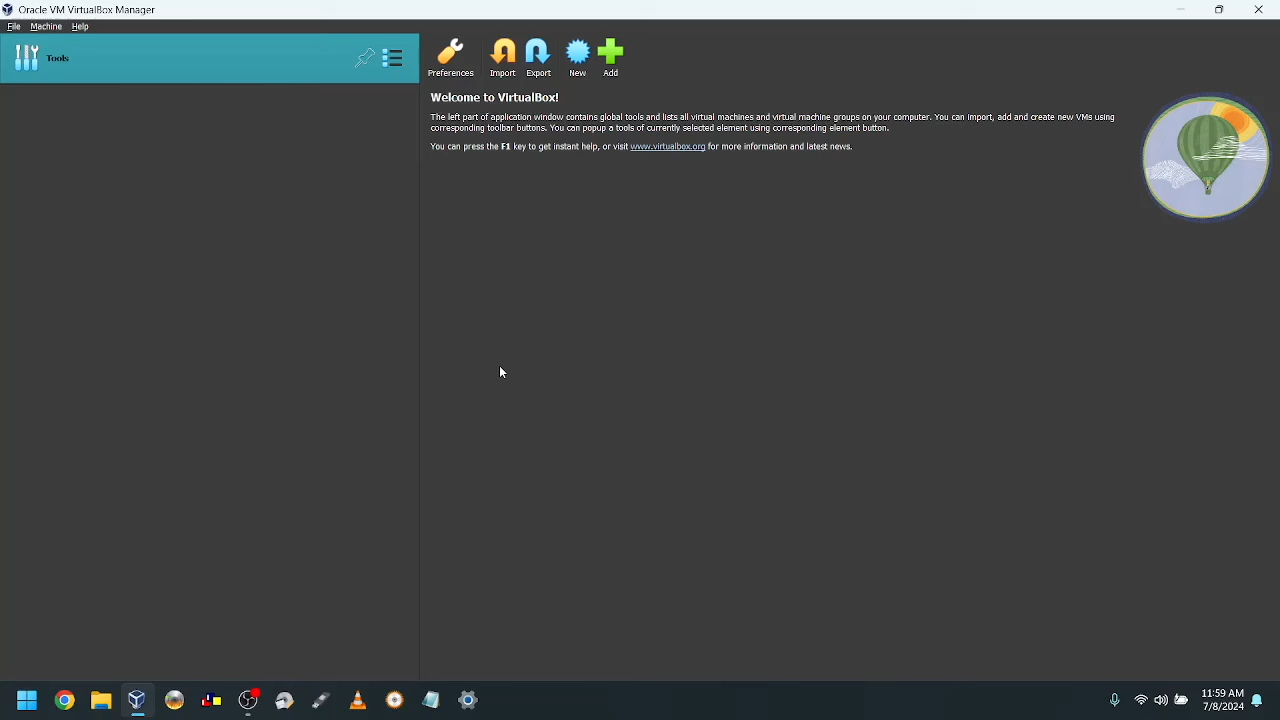 Oracle VM VirtualBox Manager
File Machine Help
Tools
Preferences Import Export New Add
Welcome to VirtualBox!
The left part of application window contains global tools and lists all virtual machines and virtual machine groups on your computer. You can import, add and create new VMs using
corresponding toolbar buttons. You can popup a tools of currently selected element using corresponding element button.
You can press the F1 key to get instant help, or visit www.virtualbox.org for more information and latest news.
11:59 AM
7/8/2024